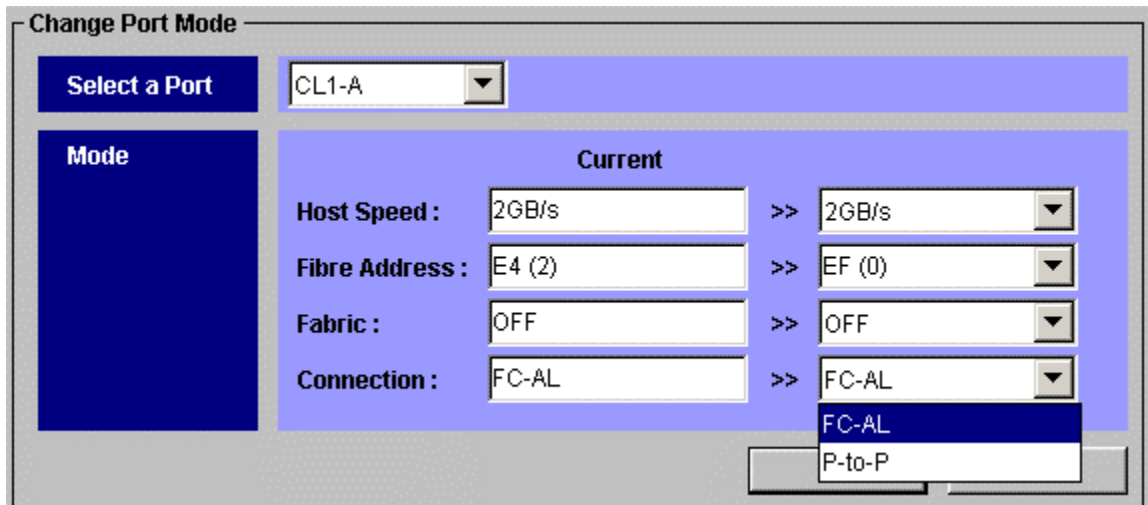 Change Port Mode
Select a Port CL1-A
Mode
Current
Host Speed : 2GB/s >> 2GB/s
Fibre Address : E4 (2) >> EF (0)
Fabric : OFF >> OFF
Connection : FC-AL >> FC-AL
FC-AL
P-to-P